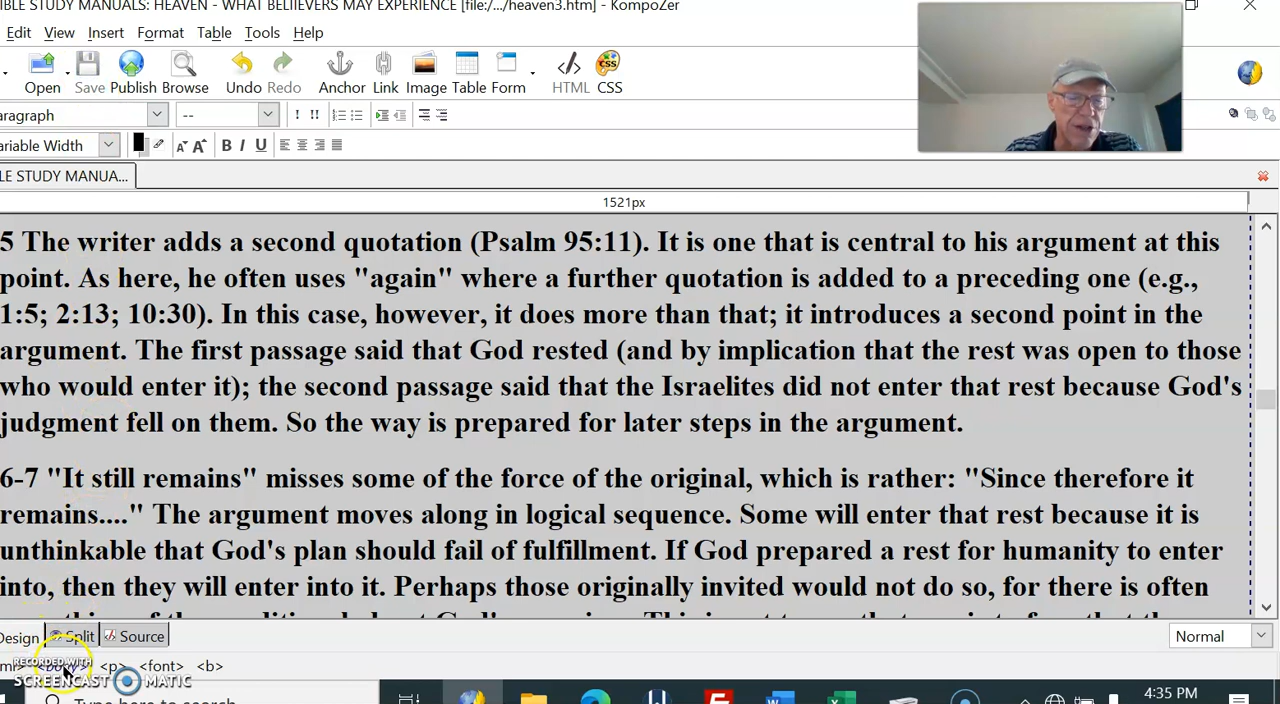 IBLE STUDY MANUALS: HEAVEN - WHAT BELIIEVERS MAY EXPERIENCE [file:/.../heaven3.htm] - KompoZer
Edit View Insert Format Table Tools Help
Open Save Publish Browse Undo Redo Anchor Link Image Table Form HTML CSS
aragraph --
ariable Width B I U
LE STUDY MANUA...
1521px
5 The writer adds a second quotation (Psalm 95:11). It is one that is central to his argument at this
point. As here, he often uses "again" where a further quotation is added to a preceding one (e.g.,
1:5; 2:13; 10:30). In this case, however, it does more than that; it introduces a second point in the
argument. The first passage said that God rested (and by implication that the rest was open to those
who would enter it); the second passage said that the Israelites did not enter that rest because God's
judgment fell on them. So the way is prepared for later steps in the argument.
6-7 "It still remains" misses some of the force of the original, which is rather: "Since therefore it
remains...." The argument moves along in logical sequence. Some will enter that rest because it is
unthinkable that God's plan should fail of fulfillment. If God prepared a rest for humanity to enter
into, then they will enter into it. Perhaps those originally invited would not do so, for there is often
Design Split Source Normal
<body> <p> <font> <b>
RECORDED WITH
SCREENCAST MATIC
Type here to search
4:35 PM